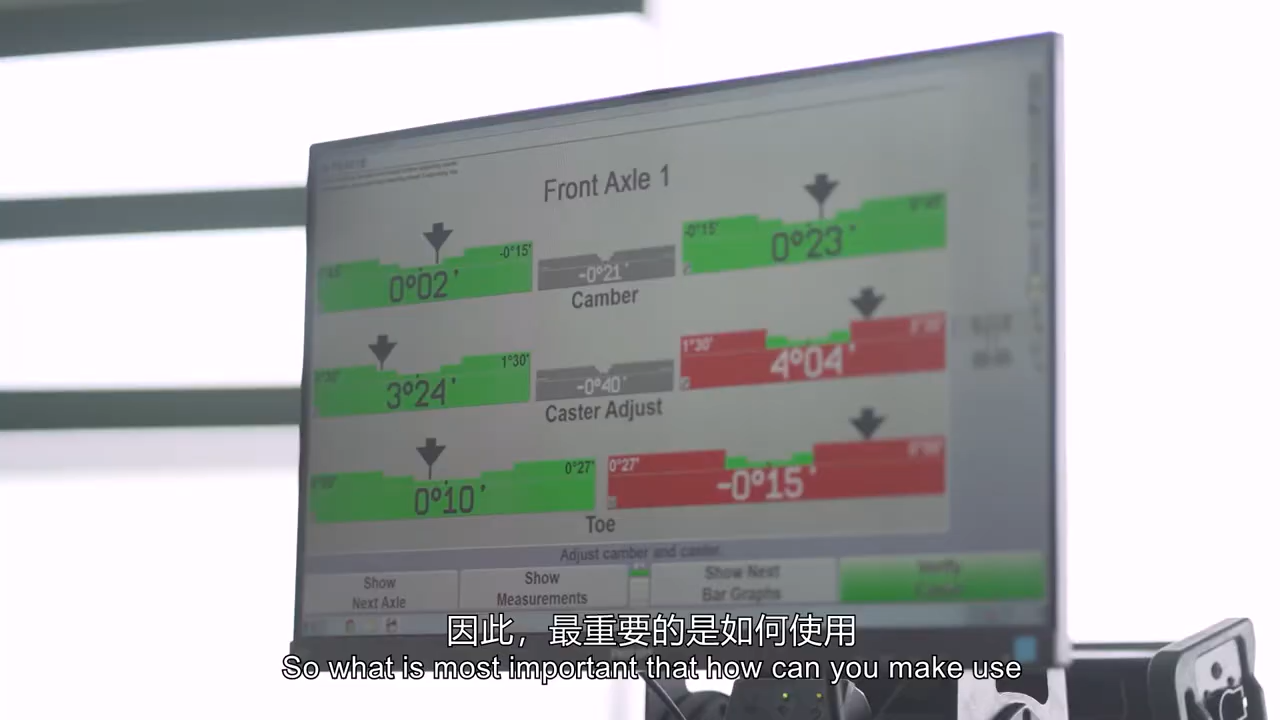 Front Axle 1
-0°15'
0°02'
-0°21'
-0°15'
0°23'
Camber
1°30'
3°24'
-0°40'
1°30'
4°04'
Caster Adjust
0°27'
0°10'
0°27'
-0°15'
Toe
Adjust camber and caster.
Show
Next Axle
Show
Measurements
Show Next
Bar Graphs
因此，最重要的是如何使用
So what is most important that how can you make use